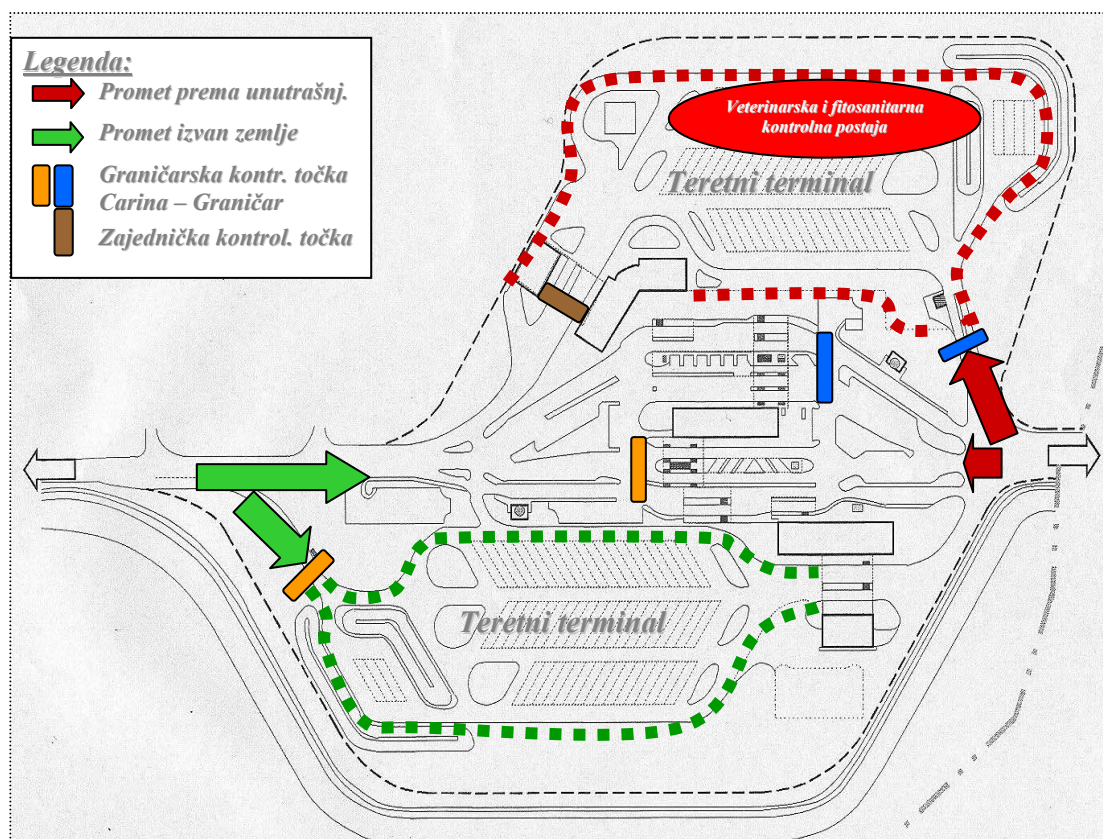 Legenda:
Promet prema unutrašnj.
Promet izvan zemlje
Graničarska kontr. točka
Carina – Graničar
Zajednička kontrol. točka
Veterinarska i fitosanitarna
kontrolna postaja
Teretni terminal
Teretni terminal